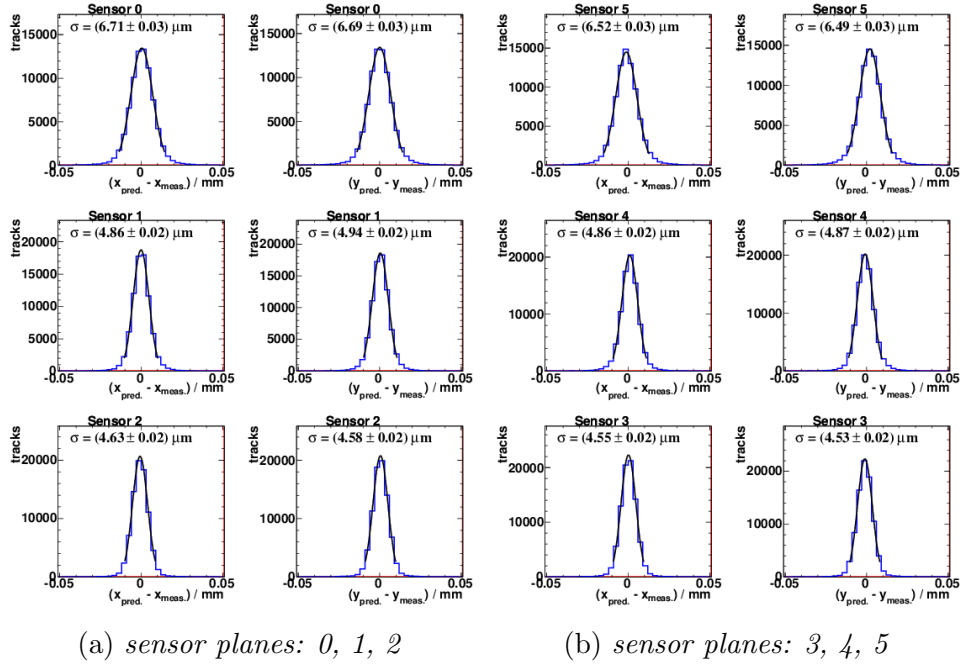 Sensor 0
tracks
σ = (6.71 ± 0.03) μm
15000
10000
5000
0
-0.05 0 0.05
(x_pred. - x_meas.) / mm
Sensor 0
σ = (6.69 ± 0.03) μm
15000
10000
5000
0
-0.05 0 0.05
(y_pred. - y_meas.) / mm
Sensor 1
tracks
σ = (4.86 ± 0.02) μm
20000
15000
10000
5000
0
-0.05 0 0.05
(x_pred. - x_meas.) / mm
Sensor 1
σ = (4.94 ± 0.02) μm
20000
15000
10000
5000
0
-0.05 0 0.05
(y_pred. - y_meas.) / mm
Sensor 2
tracks
σ = (4.63 ± 0.02) μm
20000
10000
0
-0.05 0 0.05
(x_pred. - x_meas.) / mm
Sensor 2
σ = (4.58 ± 0.02) μm
20000
10000
0
-0.05 0 0.05
(y_pred. - y_meas.) / mm
(a) sensor planes: 0, 1, 2
Sensor 5
tracks
σ = (6.52 ± 0.03) μm
15000
10000
5000
0
-0.05 0 0.05
(x_pred. - x_meas.) / mm
Sensor 5
tracks
σ = (6.49 ± 0.03) μm
15000
10000
5000
0
-0.05 0 0.05
(y_pred. - y_meas.) / mm
Sensor 4
tracks
σ = (4.86 ± 0.02) μm
20000
15000
10000
5000
0
-0.05 0 0.05
(x_pred. - x_meas.) / mm
Sensor 4
tracks
σ = (4.87 ± 0.02) μm
20000
15000
10000
5000
0
-0.05 0 0.05
(y_pred. - y_meas.) / mm
Sensor 3
tracks
σ = (4.55 ± 0.02) μm
20000
10000
0
-0.05 0 0.05
(x_pred. - x_meas.) / mm
Sensor 3
tracks
σ = (4.53 ± 0.02) μm
20000
10000
0
-0.05 0 0.05
(y_pred. - y_meas.) / mm
(b) sensor planes: 3, 4, 5